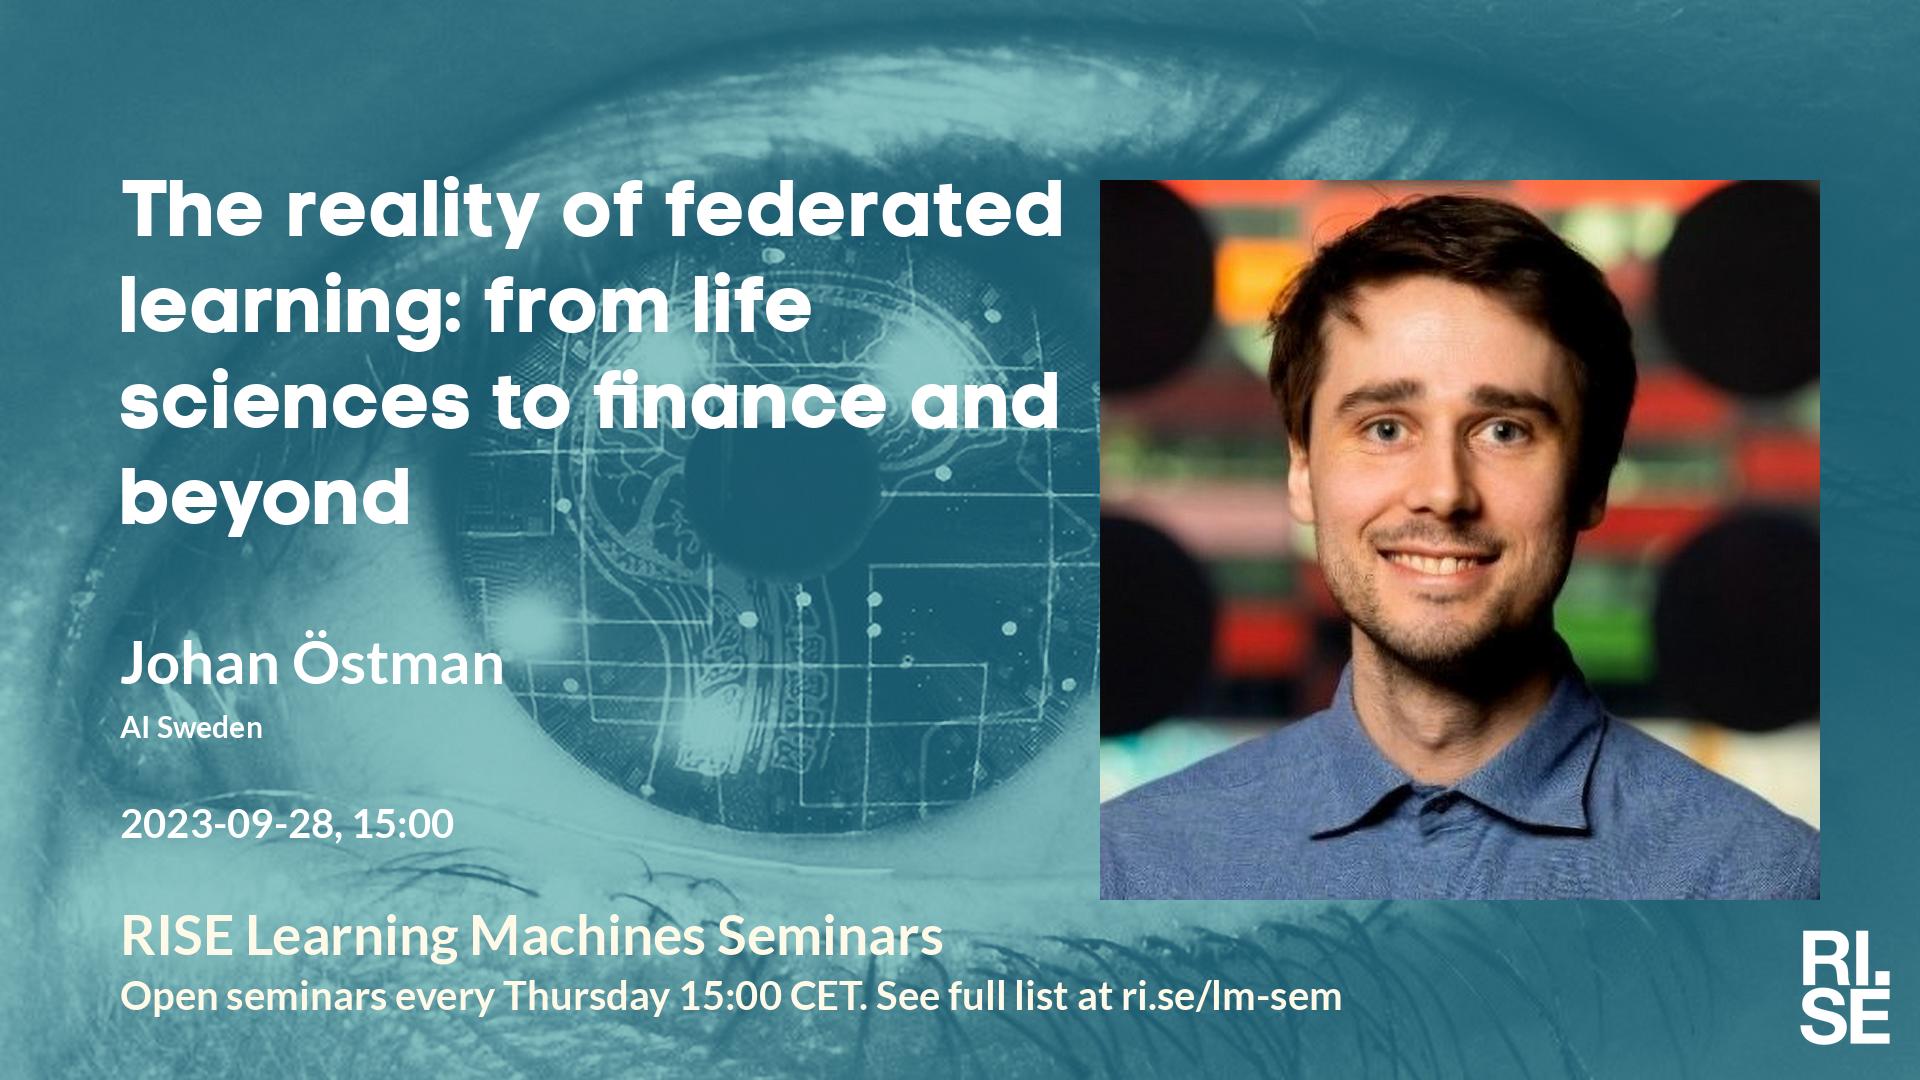 The reality of federated
learning: from life
sciences to finance and
beyond
Johan Östman
AI Sweden
2023-09-28, 15:00
RISE Learning Machines Seminars
Open seminars every Thursday 15:00 CET. See full list at ri.se/lm-sem
RI.
SE